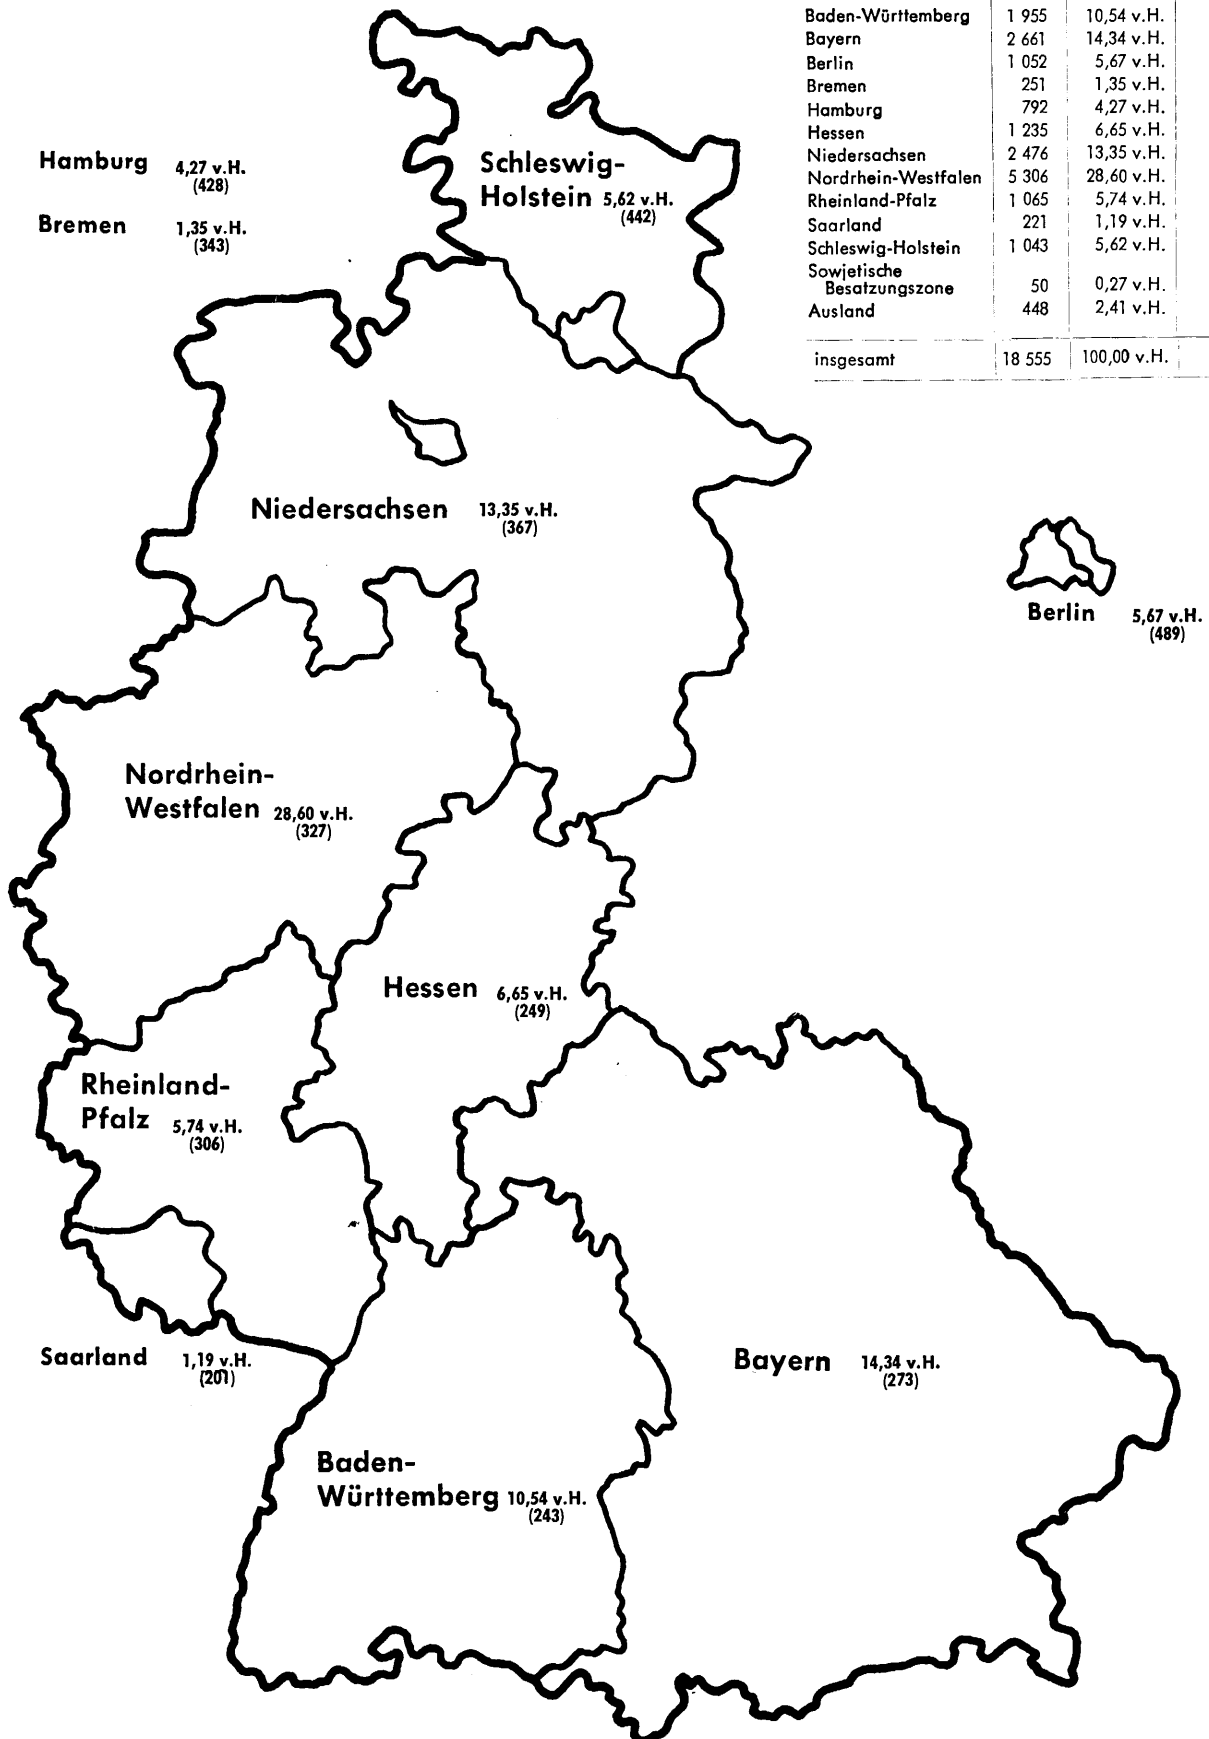 Baden-Württemberg 1 955 10,54 v.H.
Bayern 2 661 14,34 v.H.
Berlin 1 052 5,67 v.H.
Bremen 251 1,35 v.H.
Hamburg 792 4,27 v.H.
Hessen 1 235 6,65 v.H.
Niedersachsen 2 476 13,35 v.H.
Nordrhein-Westfalen 5 306 28,60 v.H.
Rheinland-Pfalz 1 065 5,74 v.H.
Saarland 221 1,19 v.H.
Schleswig-Holstein 1 043 5,62 v.H.
Sowjetische
Besatzungszone 50 0,27 v.H.
Ausland 448 2,41 v.H.
insgesamt 18 555 100,00 v.H.
Hamburg 4,27 v.H.
(428)
Bremen 1,35 v.H.
(343)
Schleswig-
Holstein 5,62 v.H.
(442)
Niedersachsen 13,35 v.H.
(367)
Berlin 5,67 v.H.
(489)
Nordrhein-
Westfalen 28,60 v.H.
(327)
Hessen 6,65 v.H.
(249)
Rheinland-
Pfalz 5,74 v.H.
(306)
Saarland 1,19 v.H.
(201)
Bayern 14,34 v.H.
(273)
Baden-
Württemberg 10,54 v.H.
(243)